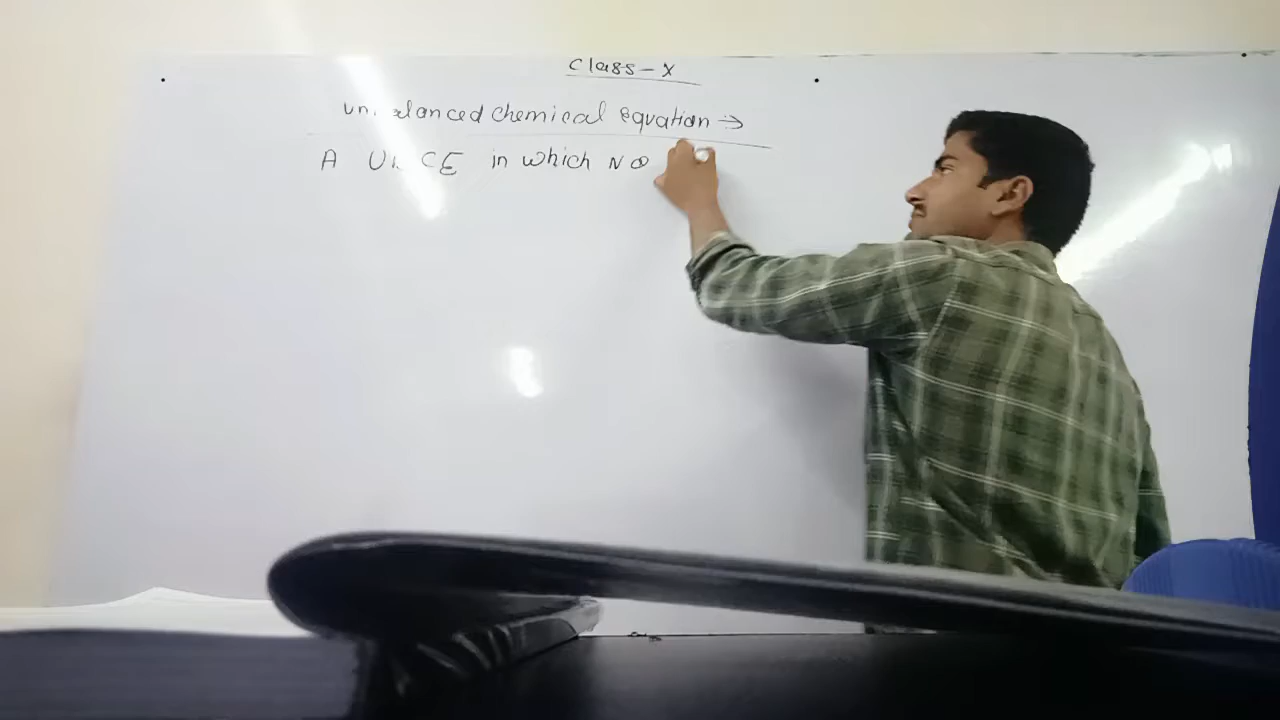 Class - X
chemical equation ⇒
A CE in which No